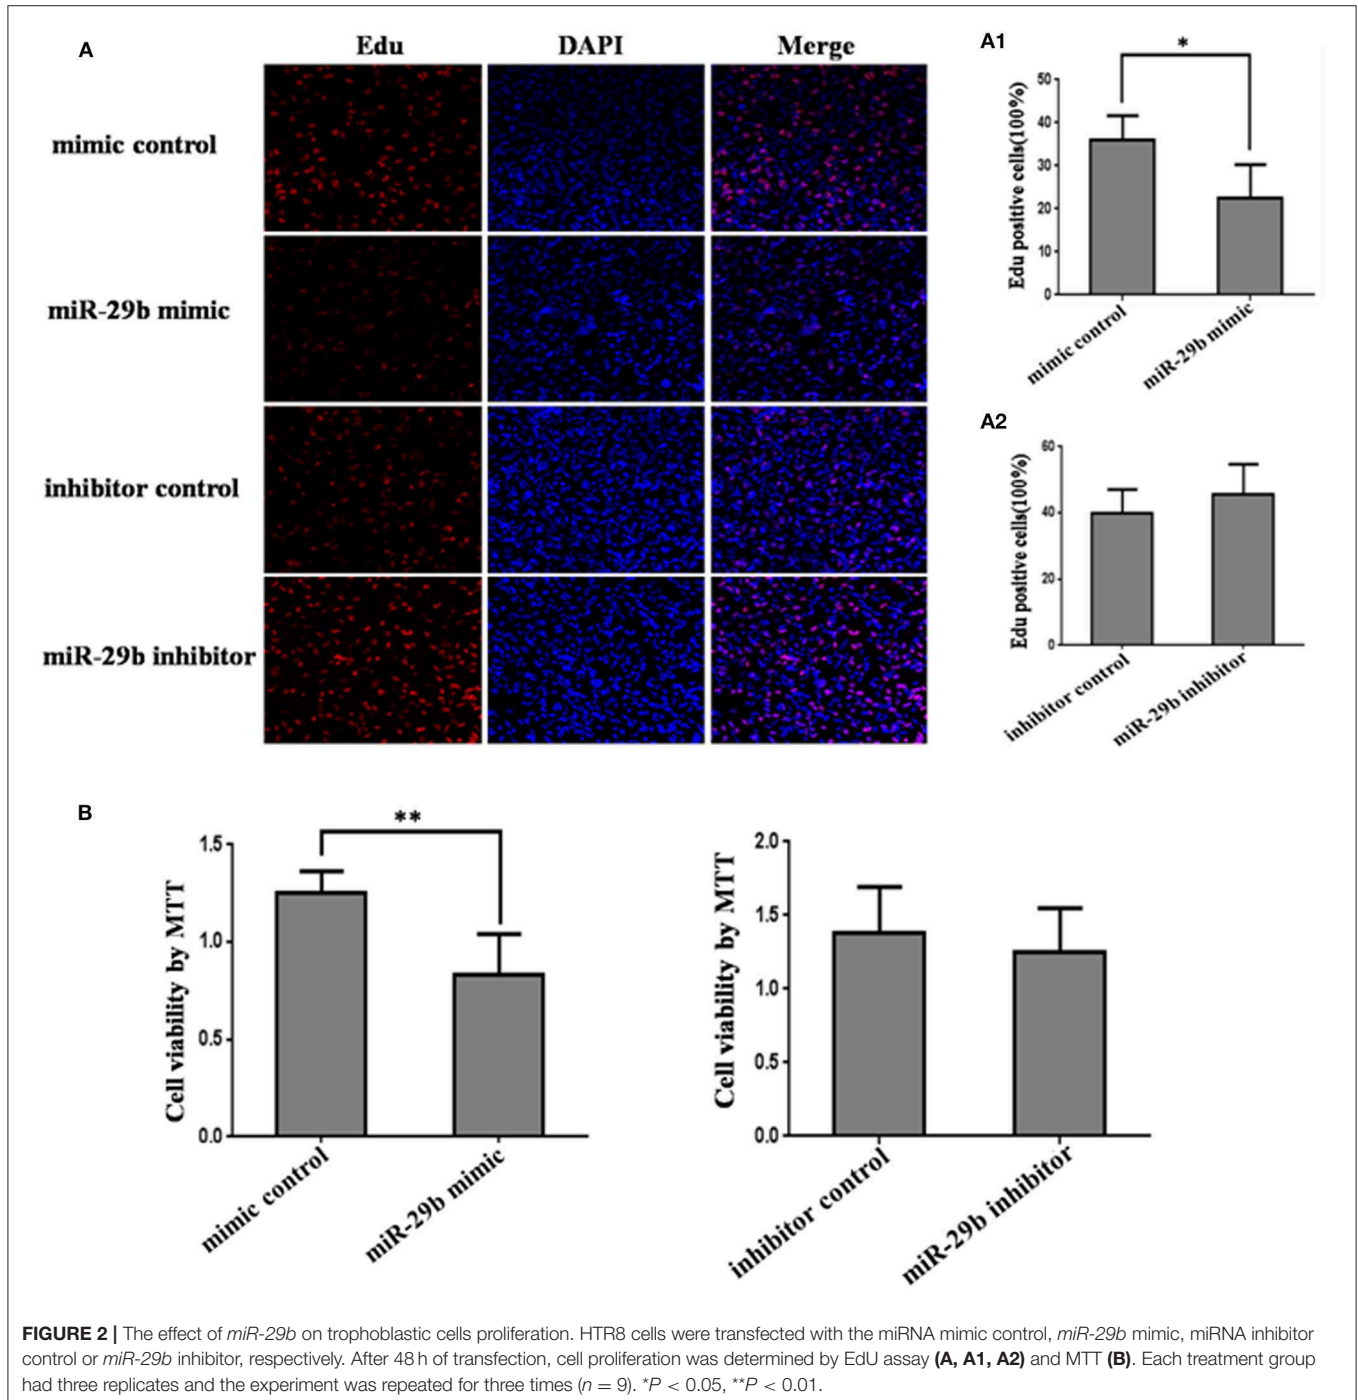 A
Edu
DAPI
Merge
mimic control
miR-29b mimic
inhibitor control
miR-29b inhibitor
A1
*
Edu positive cells(100%)
50
40
30
20
10
0
mimic control
miR-29b mimic
A2
Edu positive cells(100%)
60
40
20
0
inhibitor control
miR-29b inhibitor
B
**
Cell viability by MTT
1.5
1.0
0.5
0.0
mimic control
miR-29b mimic
Cell viability by MTT
2.0
1.5
1.0
0.5
0.0
inhibitor control
miR-29b inhibitor
FIGURE 2 | The effect of miR-29b on trophoblastic cells proliferation. HTR8 cells were transfected with the miRNA mimic control, miR-29b mimic, miRNA inhibitor
control or miR-29b inhibitor, respectively. After 48 h of transfection, cell proliferation was determined by EdU assay (A, A1, A2) and MTT (B). Each treatment group
had three replicates and the experiment was repeated for three times (n = 9). *P < 0.05, **P < 0.01.